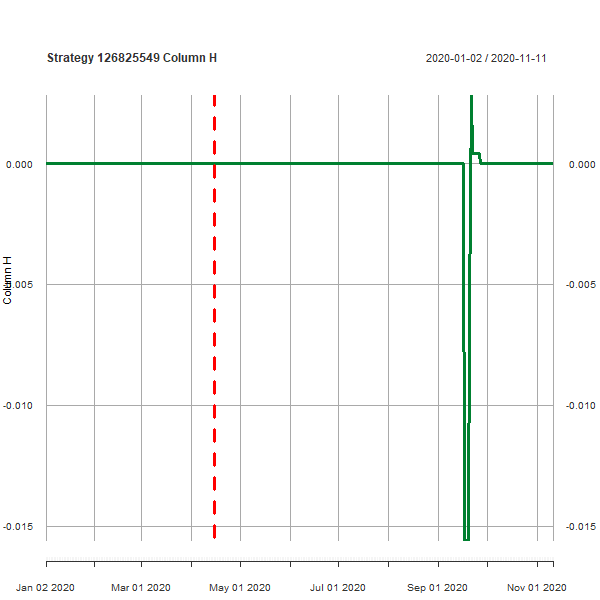 Strategy 126825549 Column H
2020-01-02 / 2020-11-11
0.000
0.000
Column H
-0.005
-0.005
-0.010
-0.010
-0.015
-0.015
Jan 02 2020
Mar 01 2020
May 01 2020
Jul 01 2020
Sep 01 2020
Nov 01 2020